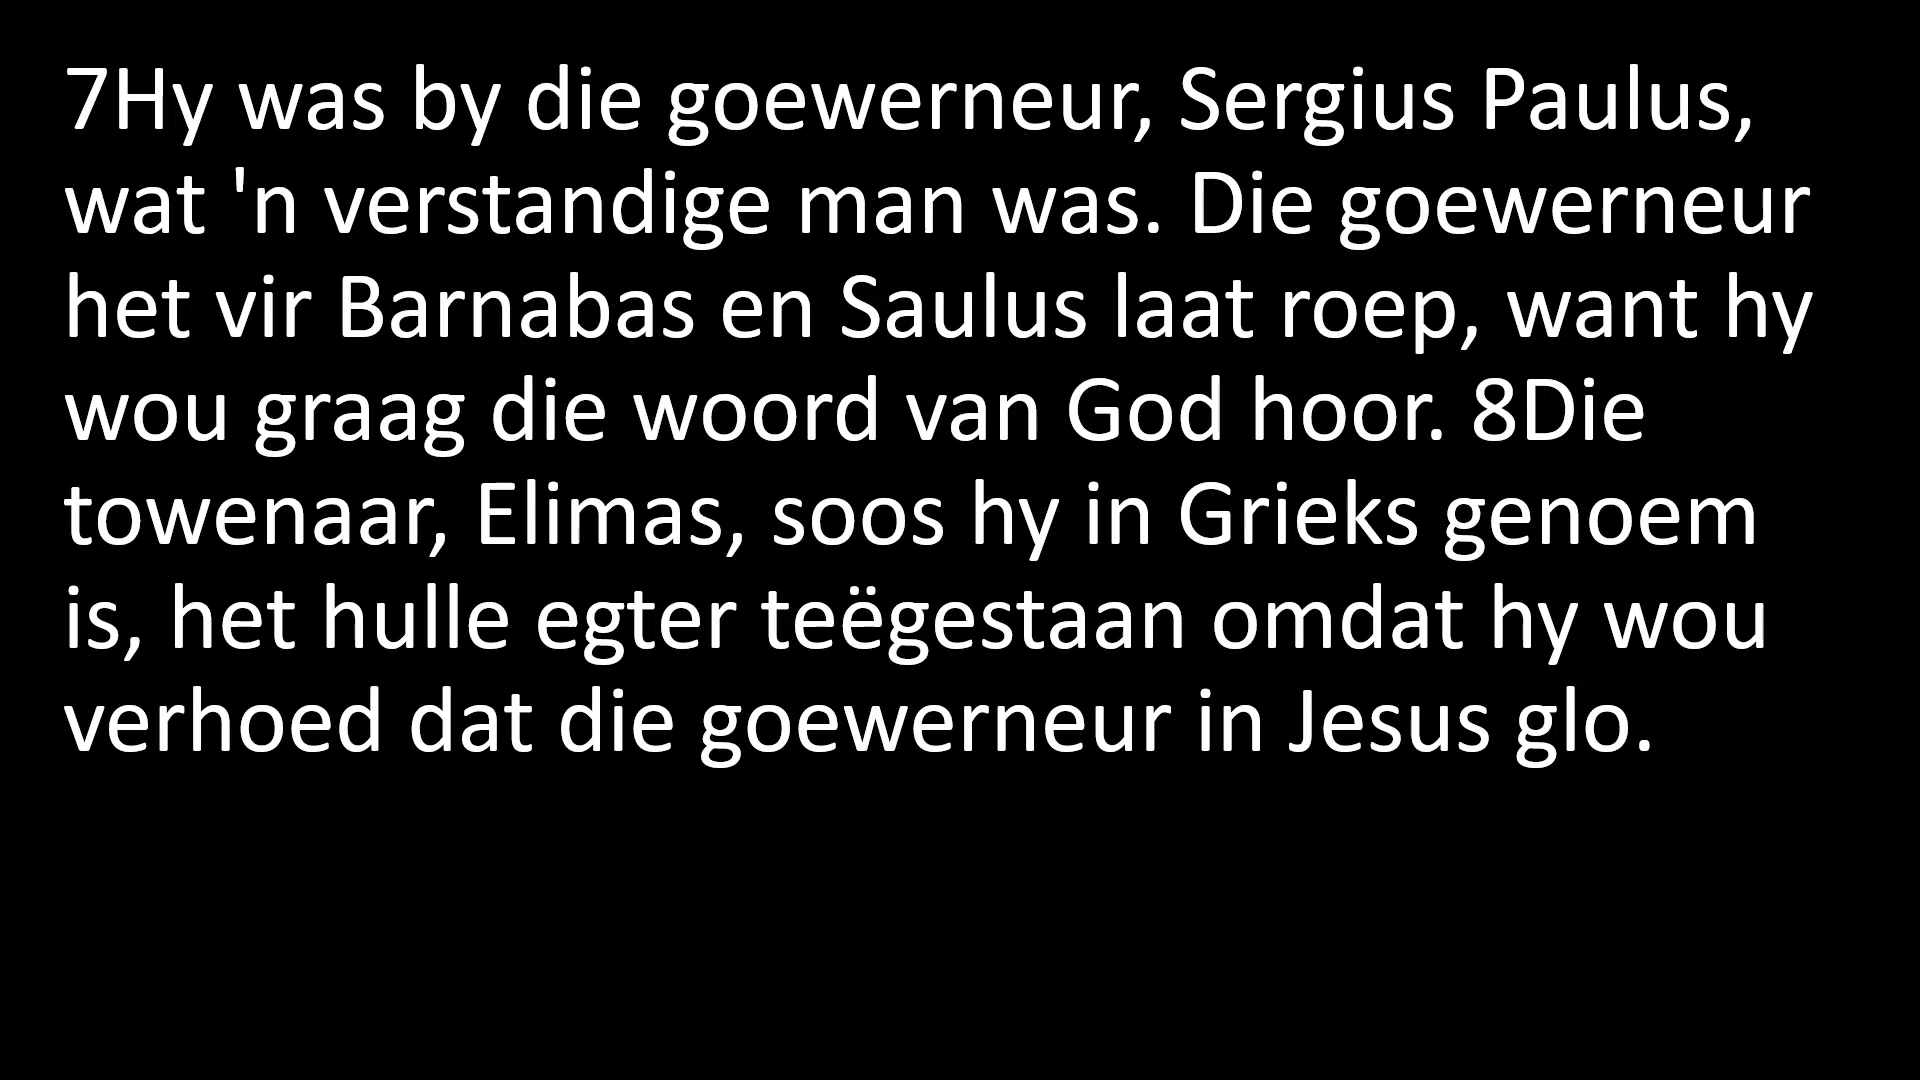 7Hy was by die goewerneur, Sergius Paulus,
wat 'n verstandige man was. Die goewerneur
het vir Barnabas en Saulus laat roep, want hy
wou graag die woord van God hoor. 8Die
towenaar, Elimas, soos hy in Grieks genoem
is, het hulle egter teëgestaan omdat hy wou
verhoed dat die goewerneur in Jesus glo.